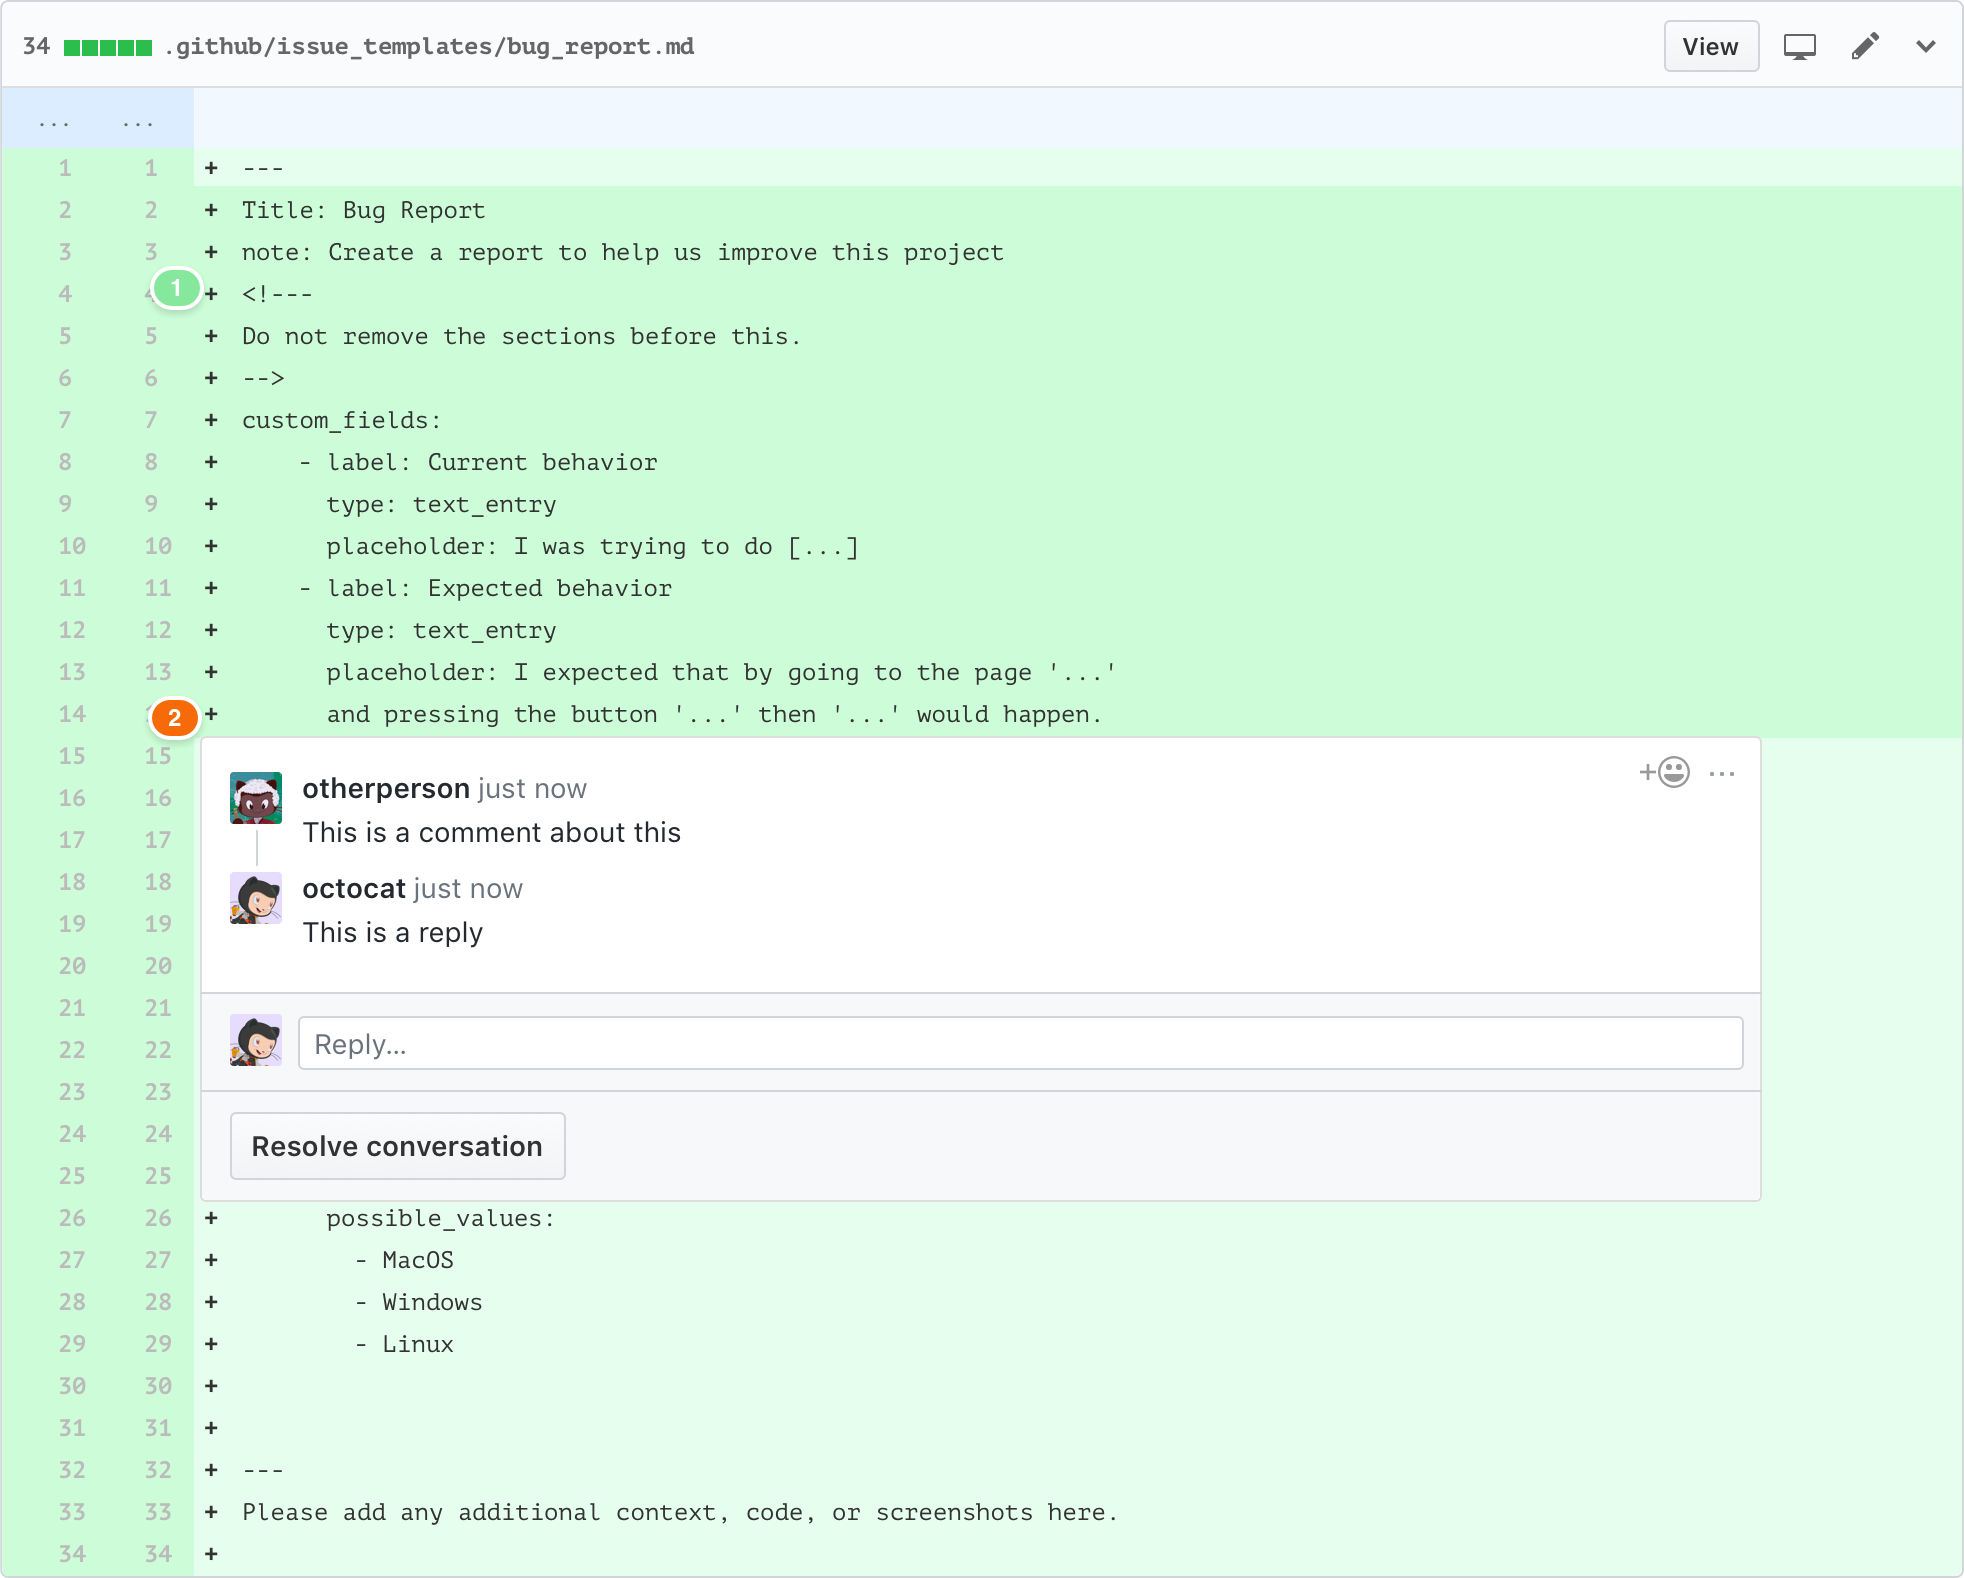 34 .github/issue_templates/bug_report.md View
... ...
1 1 + ---
2 2 + Title: Bug Report
3 3 + note: Create a report to help us improve this project
4 1 + <!---
5 5 + Do not remove the sections before this.
6 6 + -->
7 7 + custom_fields:
8 8 + - label: Current behavior
9 9 + type: text_entry
10 10 + placeholder: I was trying to do [...]
11 11 + - label: Expected behavior
12 12 + type: text_entry
13 13 + placeholder: I expected that by going to the page '...'
14 2 + and pressing the button '...' then '...' would happen.
15 15
otherperson just now
16 16
This is a comment about this
17 17
18 18
octocat just now
19 19
This is a reply
20 20
21 21
22 22
Reply...
23 23
24 24
Resolve conversation
25 25
26 26 + possible_values:
27 27 + - MacOS
28 28 + - Windows
29 29 + - Linux
30 30 +
31 31 +
32 32 + ---
33 33 + Please add any additional context, code, or screenshots here.
34 34 +